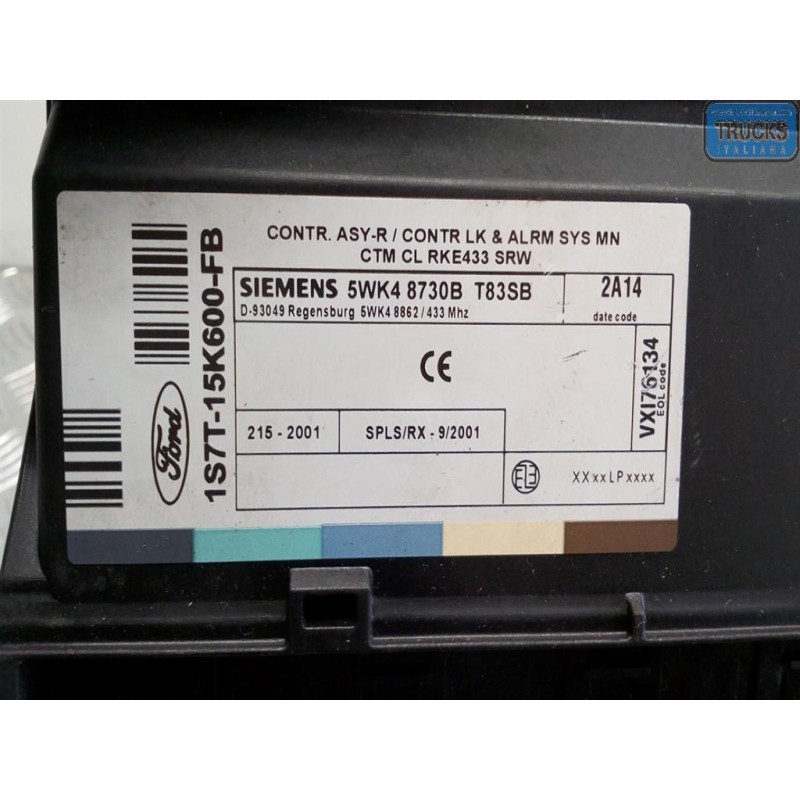 TRUCKS
ITALIANA
CONTR. ASY-R / CONTR LK & ALRM SYS MN
CTM CL RKE433 SRW
SIEMENS 5WK4 8730B T83SB
D-93049 Regensburg 5WK4 8862 / 433 Mhz
2A14
date code
CE
VXI76134
EOL code
215 - 2001
SPLS/RX - 9/2001
XXxxLPxxxx
Ford
1S7T-15K600-FB